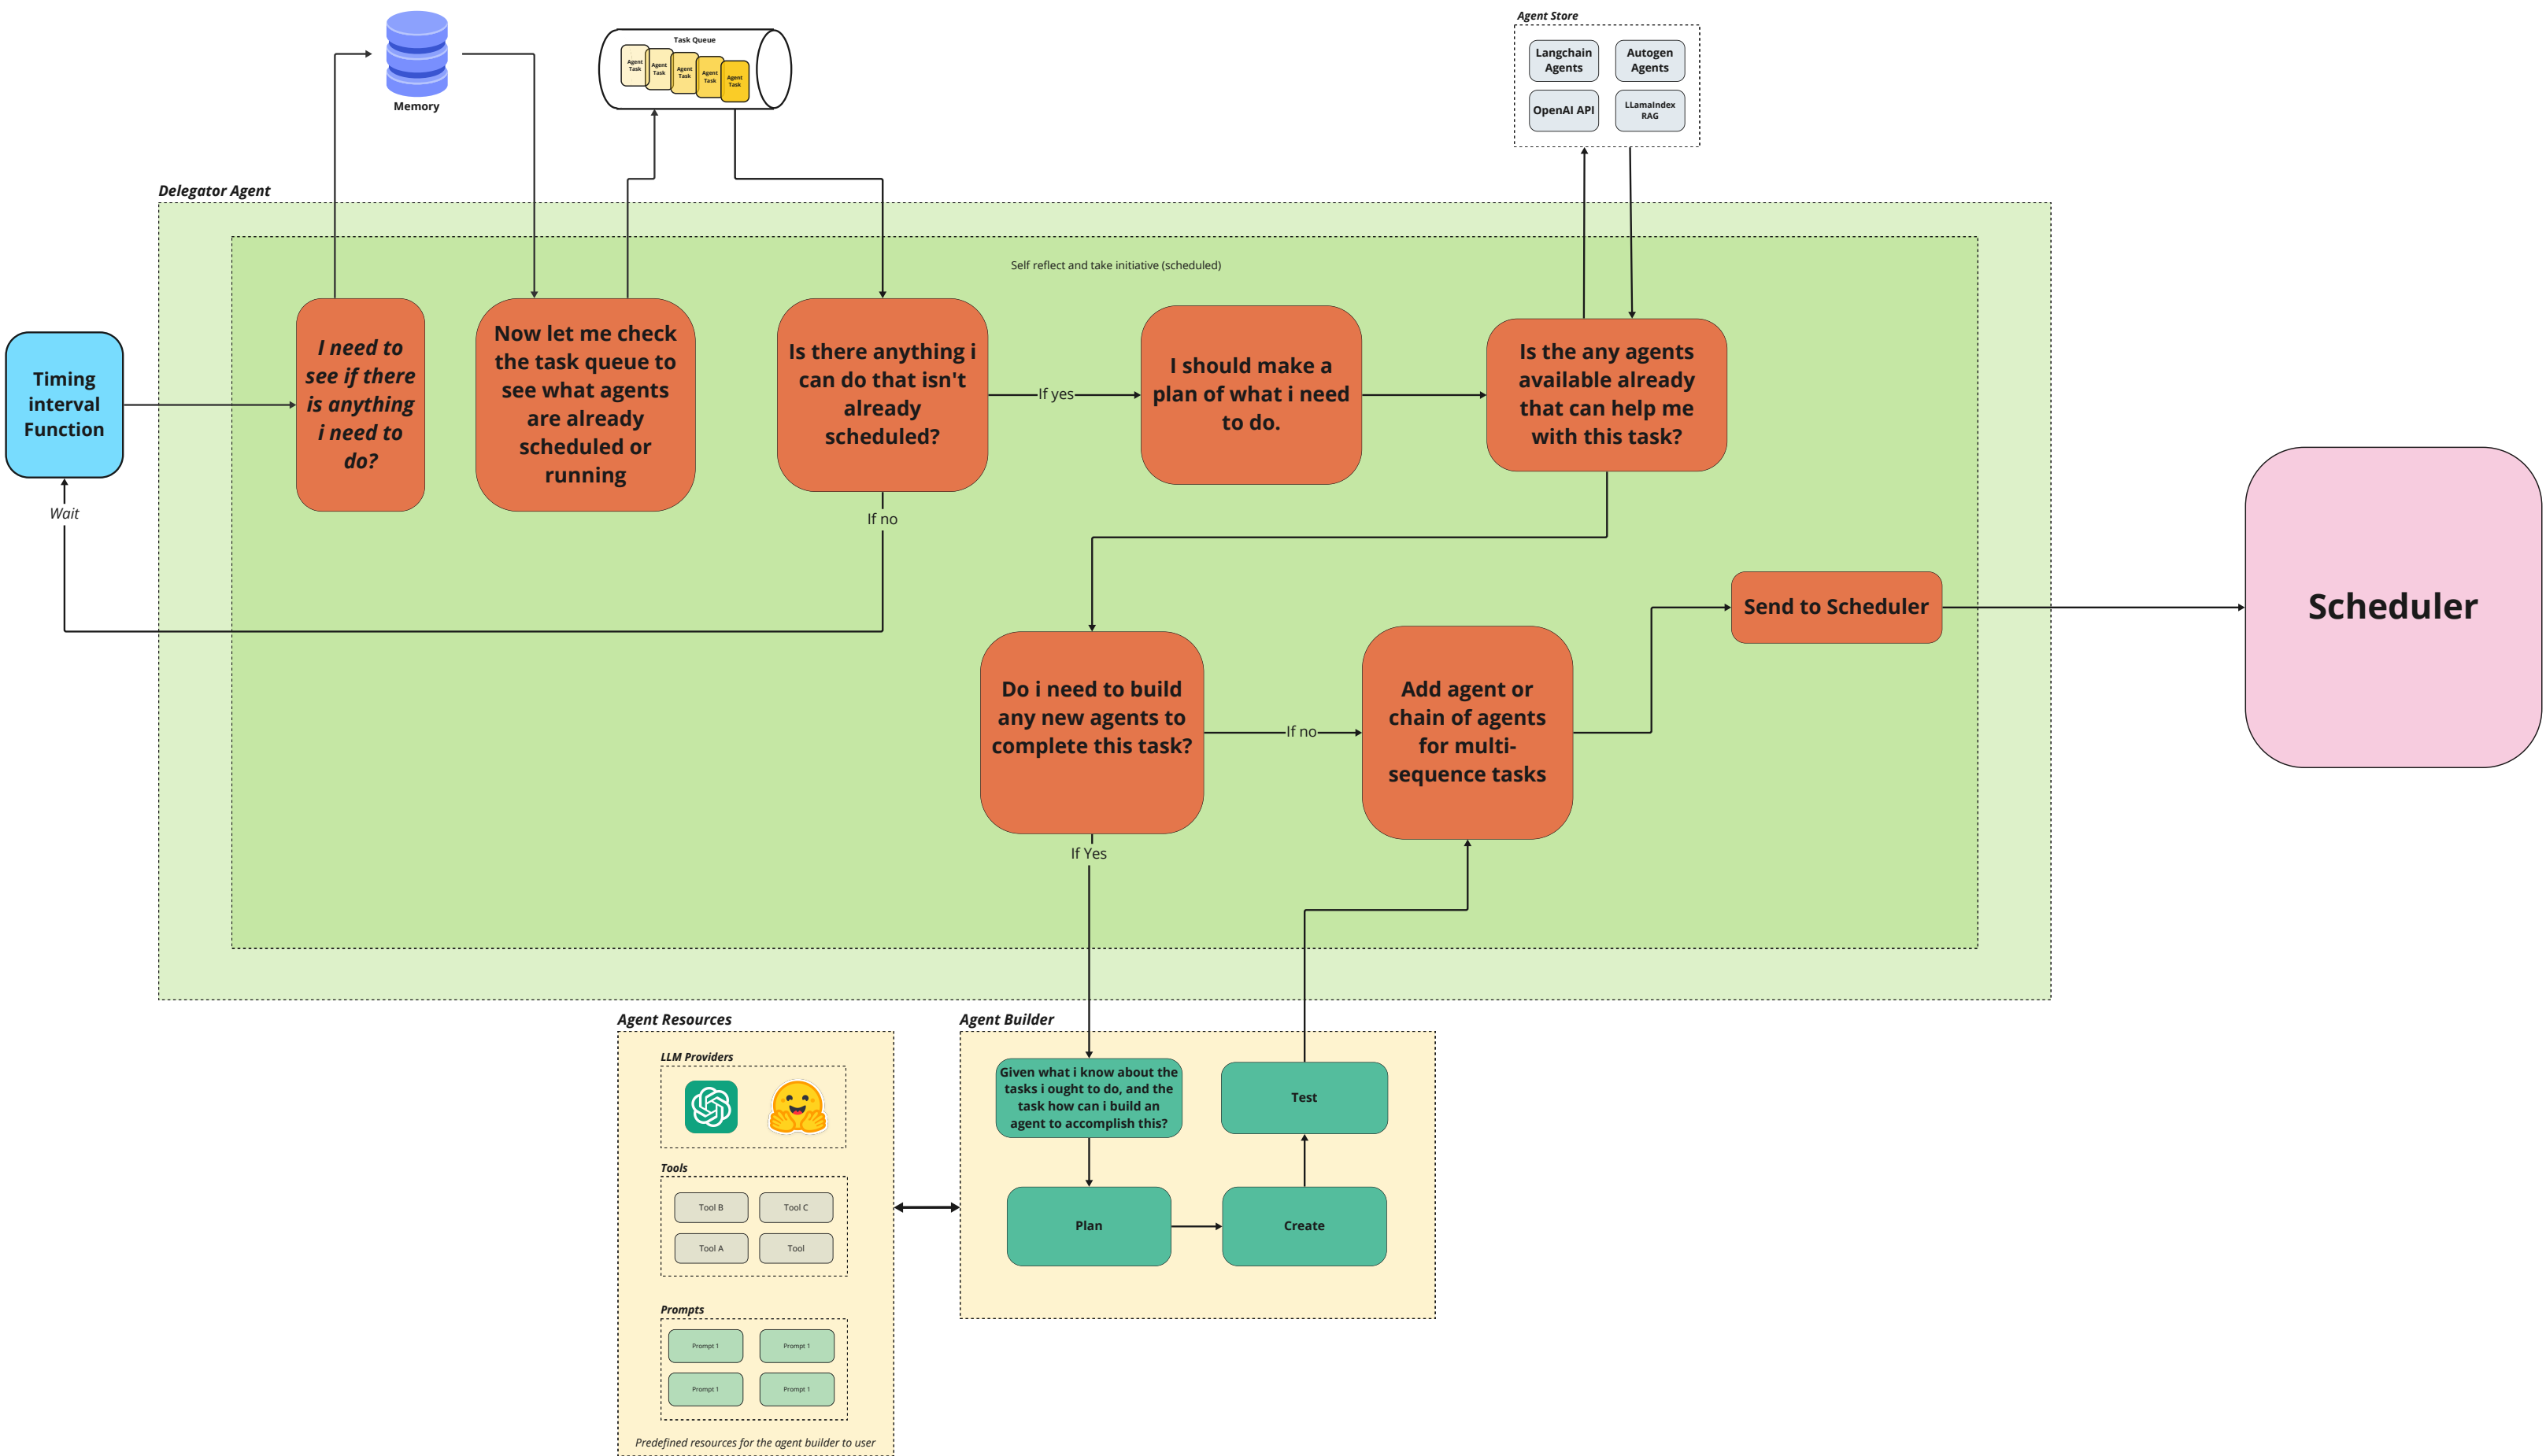 Agent Store
Langchain
Agents
Autogen
Agents
OpenAI API
LLamaIndex
RAG
Memory
Task Queue
Agent
Task
Agent
Task
Agent
Task
Agent
Task
Agent
Task
Delegator Agent
Self reflect and take initiative (scheduled)
Timing
interval
Function
Wait
I need to
see if there
is anything
i need to
do?
Now let me check
the task queue to
see what agents
are already
scheduled or
running
Is there anything i
can do that isn't
already
scheduled?
If yes
If no
I should make a
plan of what i need
to do.
Is the any agents
available already
that can help me
with this task?
Do i need to build
any new agents to
complete this task?
If no
If Yes
Add agent or
chain of agents
for multi-
sequence tasks
Send to Scheduler
Scheduler
Agent Resources
LLM Providers
Tools
Tool B
Tool C
Tool A
Tool
Prompts
Prompt 1
Prompt 1
Prompt 1
Prompt 1
Predefined resources for the agent builder to user
Agent Builder
Given what i know about the
tasks i ought to do, and the
task how can i build an
agent to accomplish this?
Test
Plan
Create